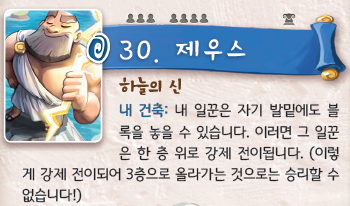 30. 제우스
하늘의 신
내 건축: 내 일꾼은 자기 발밑에도 블
록을 놓을 수 있습니다. 이러면 그 일꾼
은 한 층 위로 강제 전이됩니다. (이렇
게 강제 전이되어 3층으로 올라가는 것으로는 승리할 수
없습니다!)